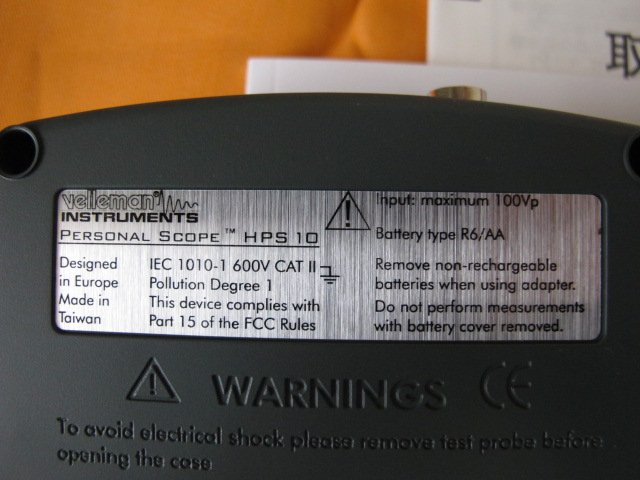 取
velleman
INSTRUMENTS
PERSONAL SCOPE™ HPS 10
Designed
in Europe
Made in
Taiwan
IEC 1010-1 600V CAT II
Pollution Degree 1
This device complies with
Part 15 of the FCC Rules
Input: maximum 100Vp
Battery type R6/AA
Remove non-rechargeable
batteries when using adapter.
Do not perform measurements
with battery cover removed.
WARNINGS CE
To avoid electrical shock please remove test probe before
opening the case